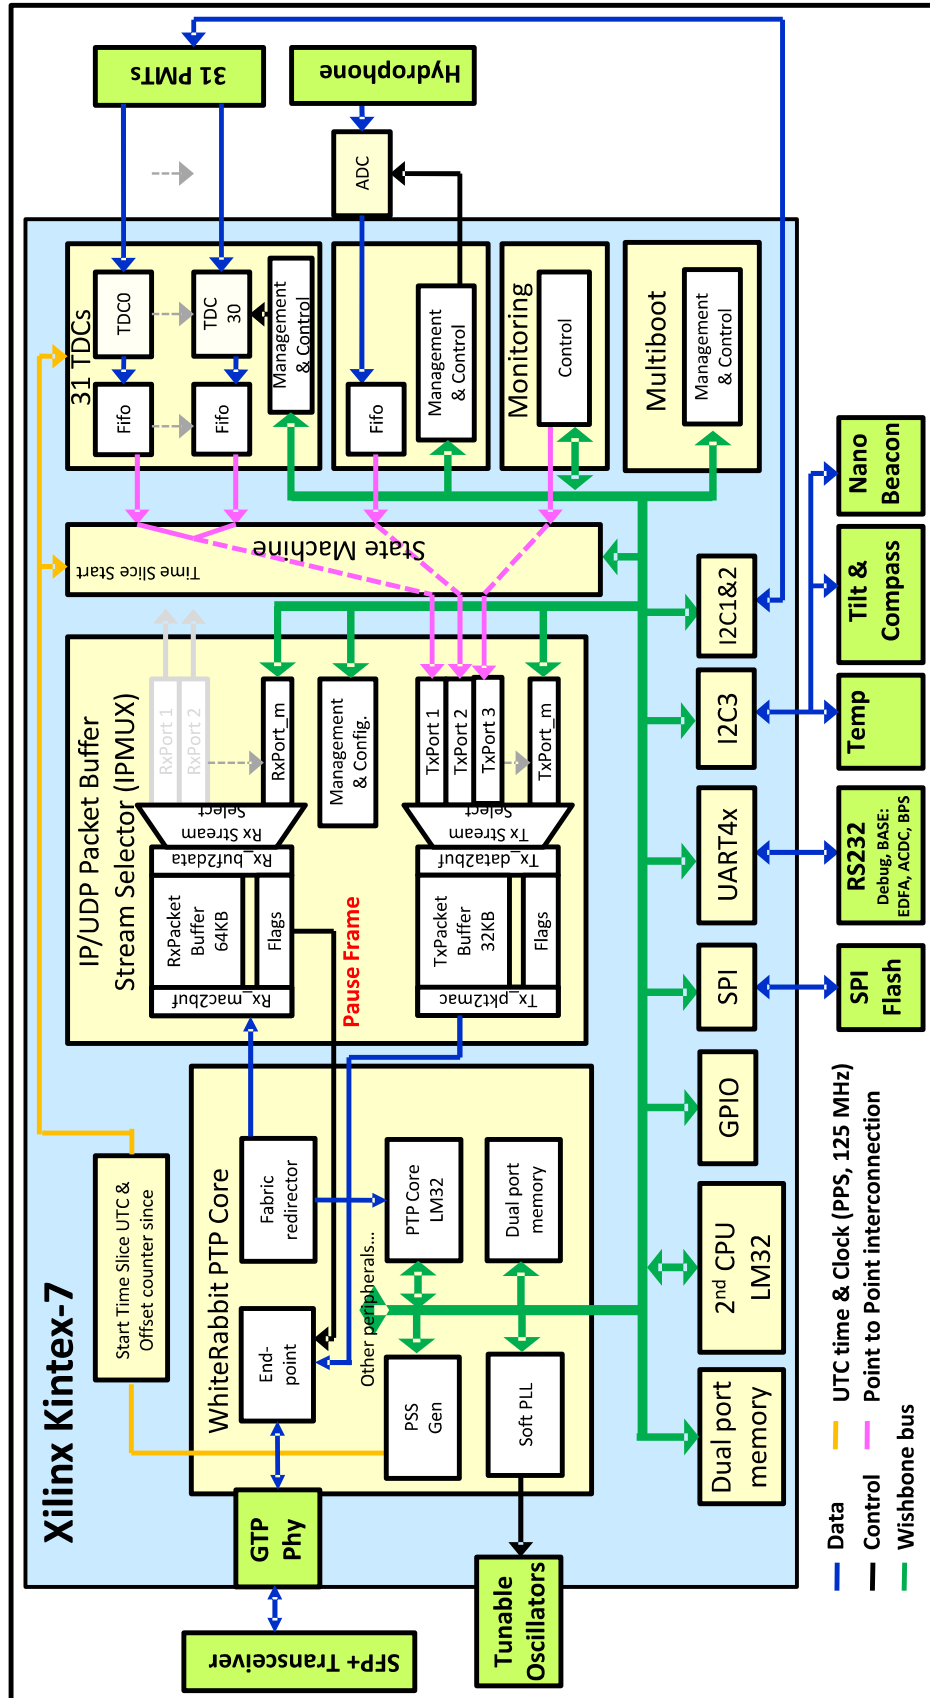 Xilinx Kintex-7
SFP+ Transceiver
GTP
Phy
Tunable
Oscillators
Start Time Slice UTC &
Offset counter since
WhiteRabbit PTP Core
End-
point
Fabric
redirector
Other peripherals...
PSS
Gen
PTP Core
LM32
Soft PLL
Dual port
memory
IP/UDP Packet Buffer
Stream Selector (IPMUX)
Rx_mac2buf
RxPacket
Buffer
64KB
Flags
Rx_buf2data
Rx Stream
Select
RxPort 1
RxPort 2
RxPort_m
Management
& Config.
Pause Frame
Tx_pkt2mac
TxPacket
Buffer
32KB
Flags
Tx_data2buf
Tx Stream
Select
TxPort 1
TxPort 2
TxPort 3
TxPort_m
Time Slice Start
State Machine
31 TDCs
Fifo
TDC0
Fifo
TDC
30
Management
& Control
Fifo
Management
& Control
Monitoring
Control
Multiboot
Management
& Control
31 PMTs
Hydrophone
ADC
Dual port
memory
2nd CPU
LM32
GPIO
SPI
UART4x
I2C3
I2C1&2
SPI
Flash
RS232
Debug, BASE:
EDFA, ACDC, BPS
Temp
Tilt &
Compass
Nano
Beacon
Data
Control
Wishbone bus
UTC time & Clock (PPS, 125 MHz)
Point to Point interconnection